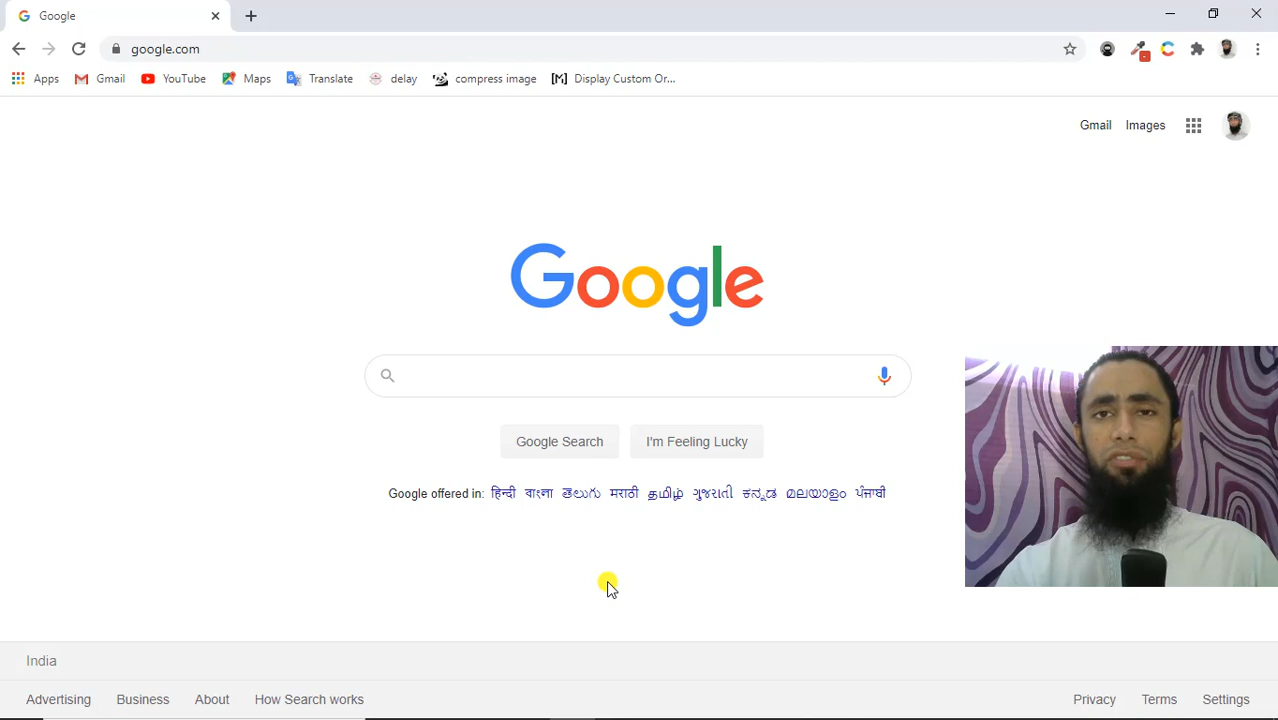 Google
google.com
Apps Gmail YouTube Maps Translate delay compress image [M] Display Custom Or...
Gmail Images
Google
Google Search I'm Feeling Lucky
Google offered in: हिन्दी বাংলা తెలుగు मराठी தமிழ் ગુજરાતી ಕನ್ನಡ മലയാളം ਪੰਜਾਬੀ
India
Advertising Business About How Search works Privacy Terms Settings